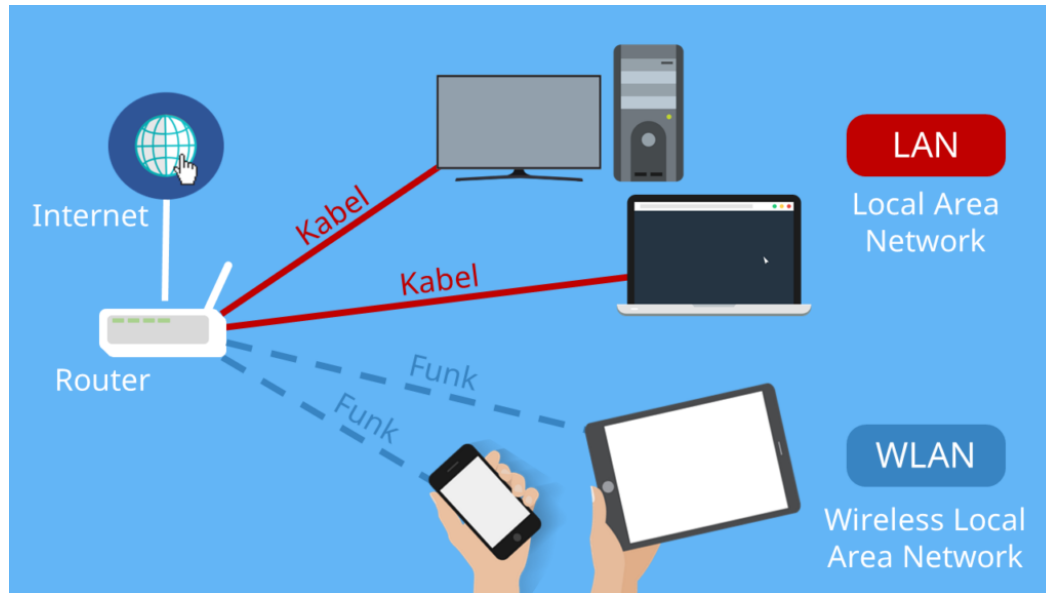 Internet
Router
Kabel
Kabel
Funk
Funk
LAN
Local Area
Network
WLAN
Wireless Local
Area Network